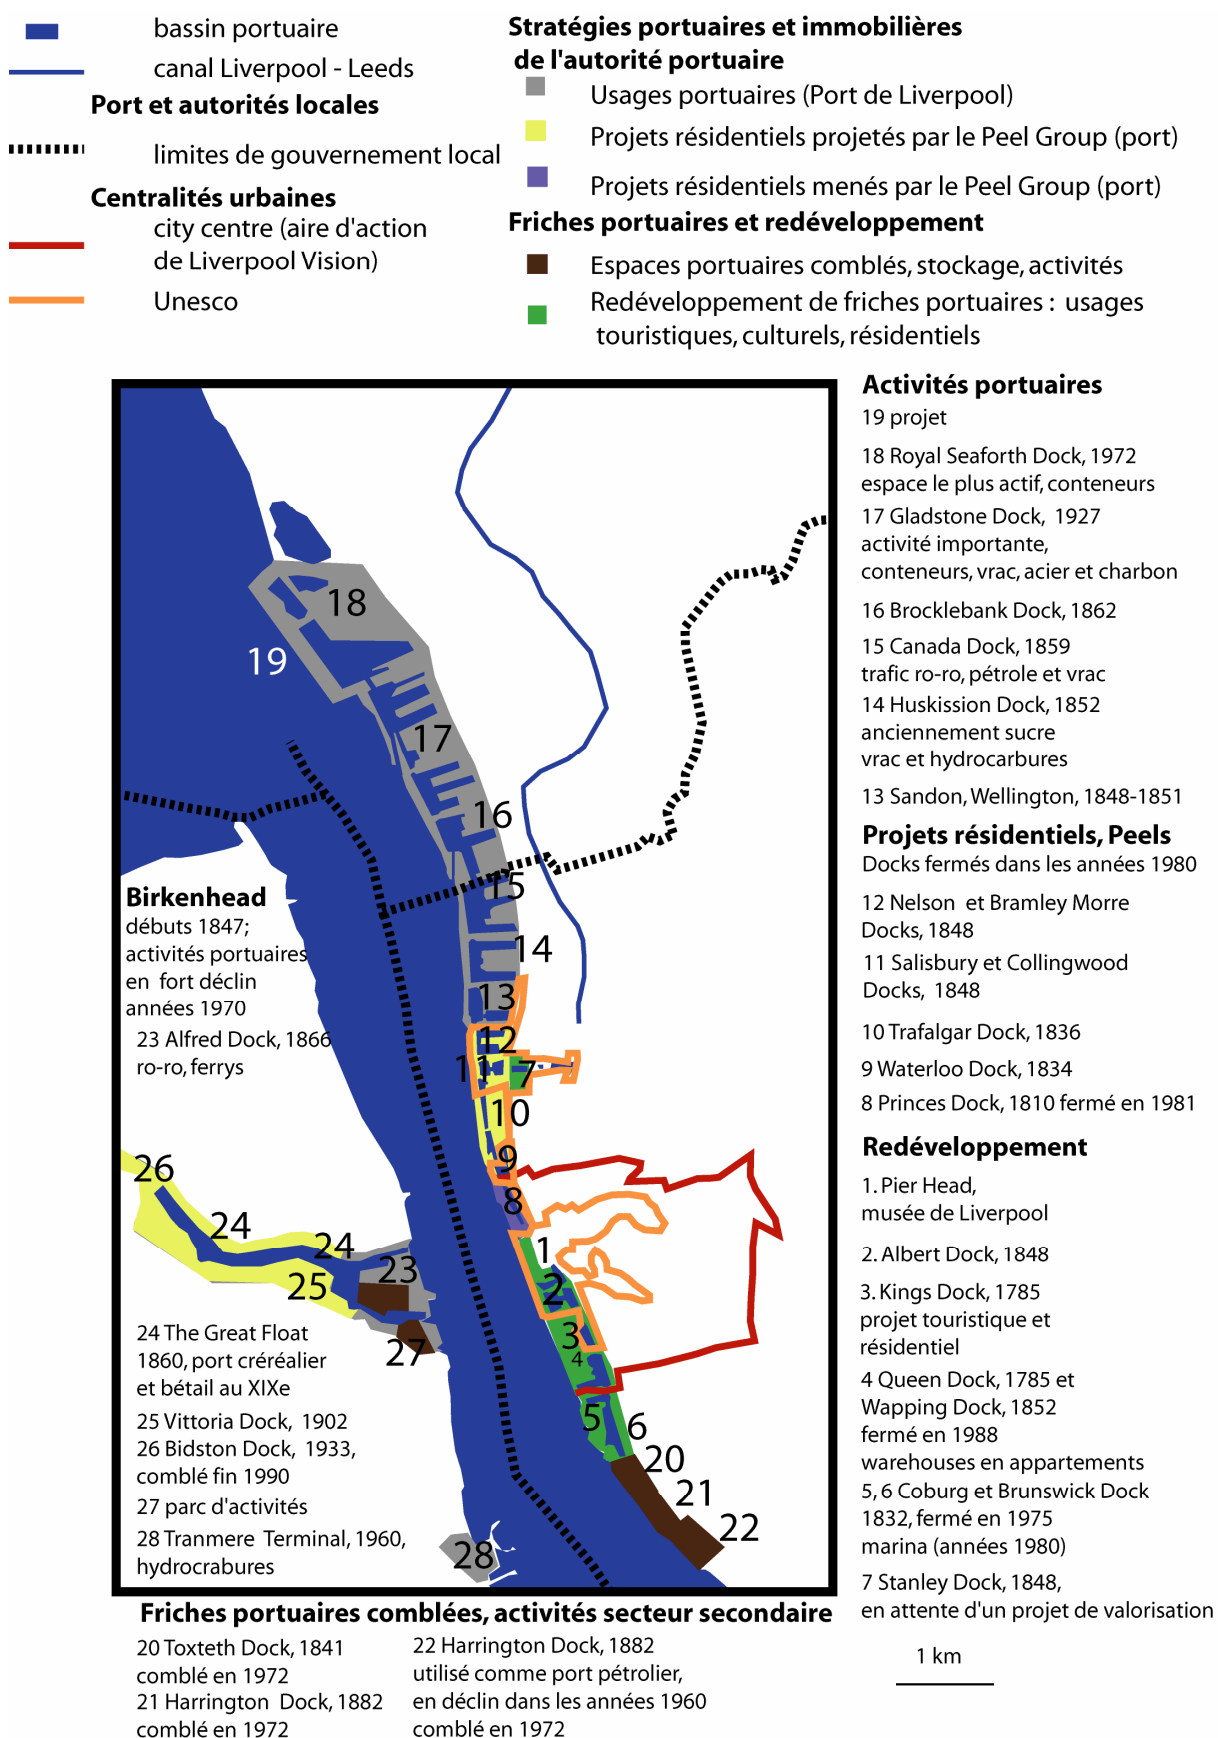 bassin portuaire
canal Liverpool - Leeds
Port et autorités locales
limites de gouvernement local
Centralités urbaines
city centre (aire d'action
de Liverpool Vision)
Unesco
Stratégies portuaires et immobilières
de l'autorité portuaire
Usages portuaires (Port de Liverpool)
Projets résidentiels projetés par le Peel Group (port)
Projets résidentiels menés par le Peel Group (port)
Friches portuaires et redéveloppement
Espaces portuaires comblés, stockage, activités
Redéveloppement de friches portuaires : usages
touristiques, culturels, résidentiels
18
19
17
16
15
14
13
12
11
7
10
9
8
1
2
3
4
5
6
20
21
22
26
24
24
25
23
27
28
Birkenhead
débuts 1847;
activités portuaires
en fort déclin
années 1970
23 Alfred Dock, 1866
ro-ro, ferrys
24 The Great Float
1860, port créréalier
et bétail au XIXe
25 Vittoria Dock, 1902
26 Bidston Dock, 1933,
comblé fin 1990
27 parc d'activités
28 Tranmere Terminal, 1960,
hydrocrabures
Activités portuaires
19 projet
18 Royal Seaforth Dock, 1972
espace le plus actif, conteneurs
17 Gladstone Dock, 1927
activité importante,
conteneurs, vrac, acier et charbon
16 Brocklebank Dock, 1862
15 Canada Dock, 1859
trafic ro-ro, pétrole et vrac
14 Huskission Dock, 1852
anciennement sucre
vrac et hydrocarbures
13 Sandon, Wellington, 1848-1851
Projets résidentiels, Peels
Docks fermés dans les années 1980
12 Nelson et Bramley Morre
Docks, 1848
11 Salisbury et Collingwood
Docks, 1848
10 Trafalgar Dock, 1836
9 Waterloo Dock, 1834
8 Princes Dock, 1810 fermé en 1981
Redéveloppement
1. Pier Head,
musée de Liverpool
2. Albert Dock, 1848
3. Kings Dock, 1785
projet touristique et
résidentiel
4 Queen Dock, 1785 et
Wapping Dock, 1852
fermé en 1988
warehouses en appartements
5, 6 Coburg et Brunswick Dock
1832, fermé en 1975
marina (années 1980)
7 Stanley Dock, 1848,
en attente d'un projet de valorisation
1 km
Friches portuaires comblées, activités secteur secondaire
20 Toxteth Dock, 1841
comblé en 1972
21 Harrington Dock, 1882
comblé en 1972
22 Harrington Dock, 1882
utilisé comme port pétrolier,
en déclin dans les années 1960
comblé en 1972